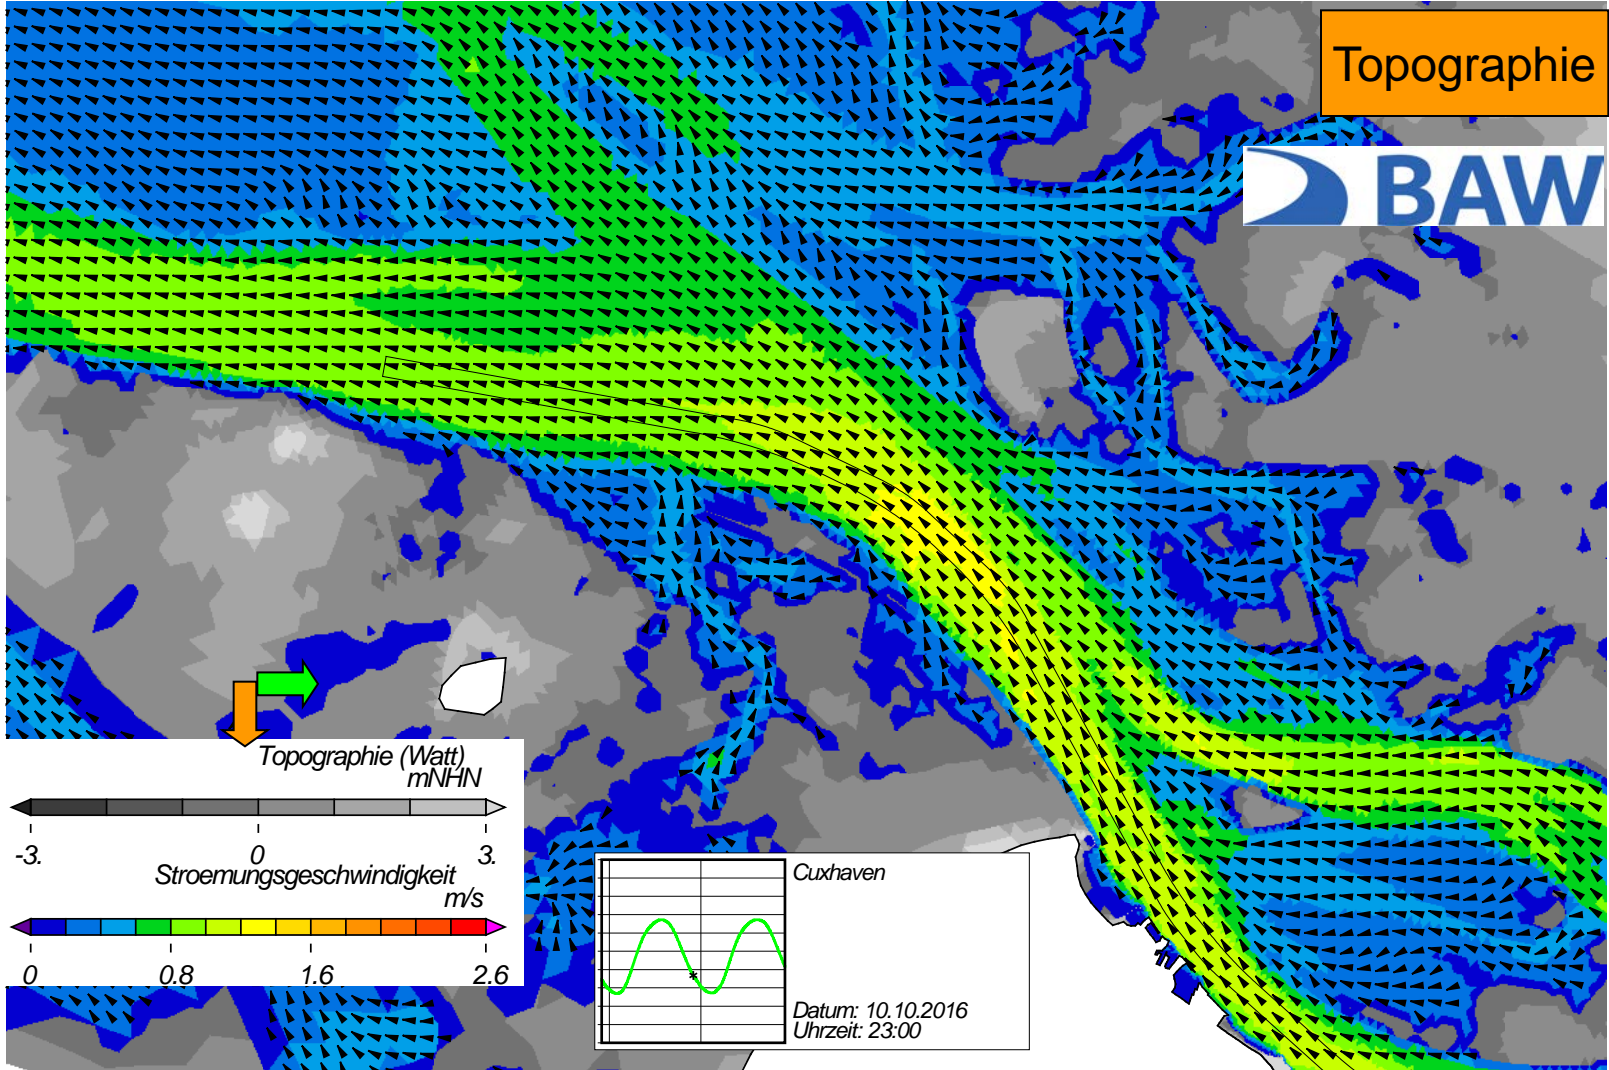 Topographie
BAW
Topographie (Watt)
mNHN
-3. 0 3.
Stroemungsgeschwindigkeit
m/s
0 0.8 1.6 2.6
Cuxhaven
Datum: 10.10.2016
Uhrzeit: 23:00